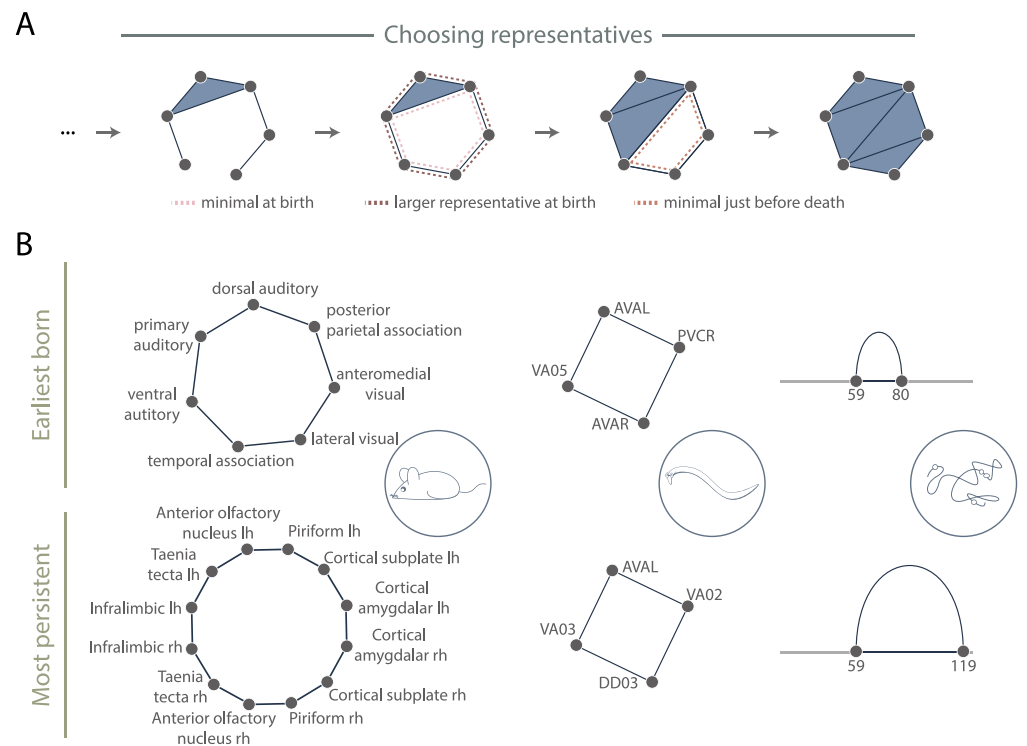 A
Choosing representatives
...
minimal at birth
larger representative at birth
minimal just before death
B
Earliest born
dorsal auditory
primary
auditory
posterior
parietal association
ventral
autitory
anteromedial
visual
lateral visual
temporal association
AVAL
PVCR
VA05
AVAR
59
80
Most persistent
Anterior olfactory
nucleus lh
Piriform lh
Taenia
tecta lh
Cortical subplate lh
Infralimbic lh
Cortical
amygdalar lh
Infralimbic rh
Cortical
amygdalar rh
Taenia
tecta rh
Cortical subplate rh
Anterior olfactory
nucleus rh
Piriform rh
AVAL
VA02
VA03
DD03
59
119